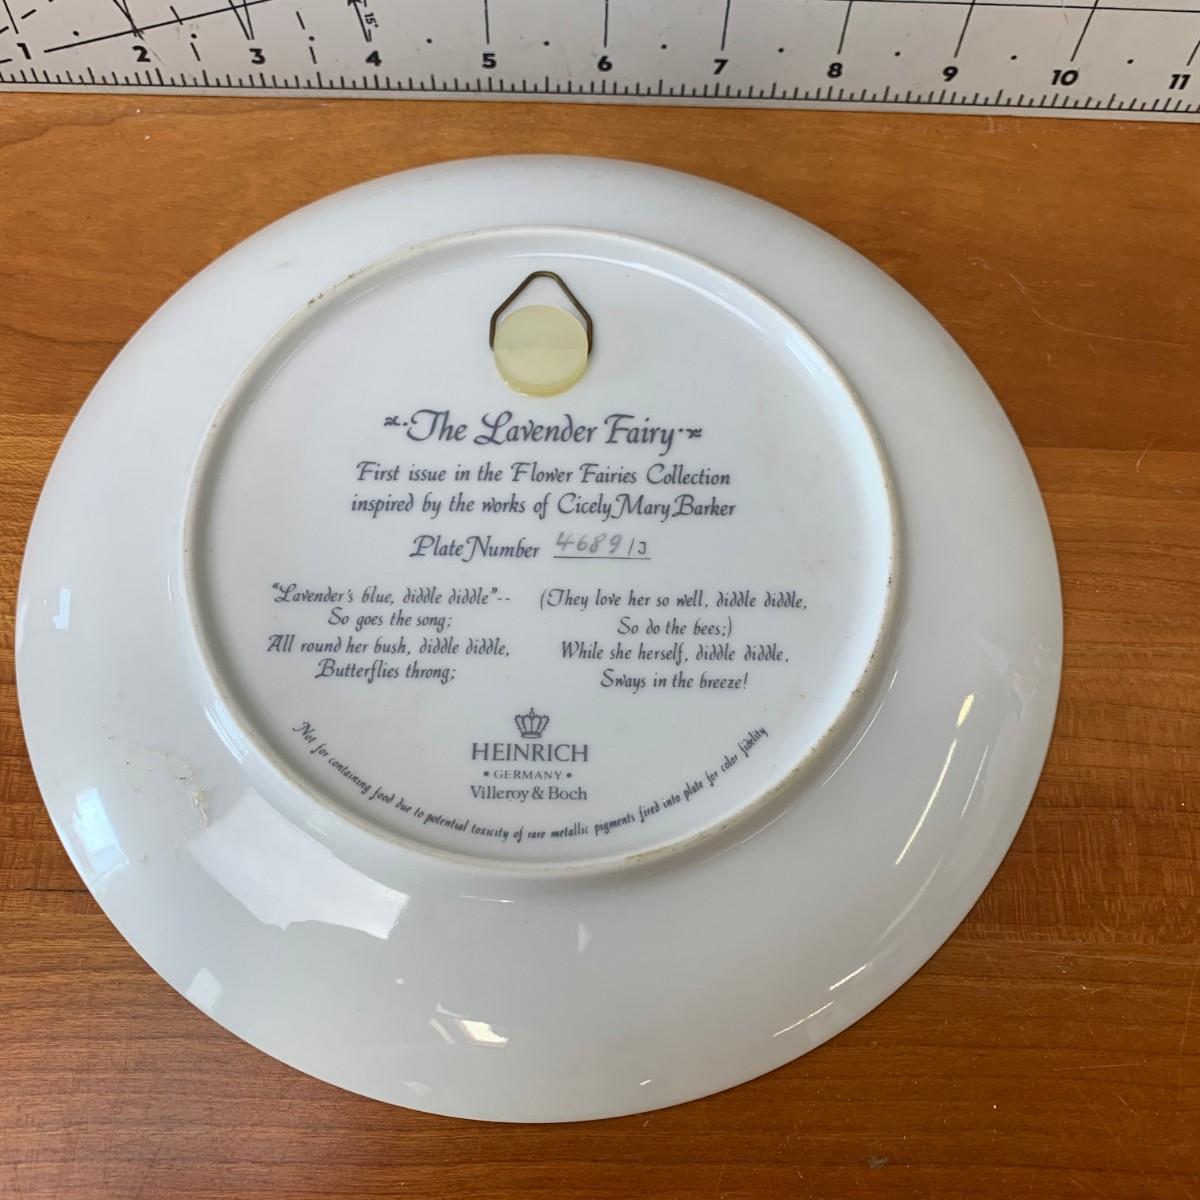 1 2 3 4 5 6 7 8 9 10 11
15°
The Lavender Fairy
First issue in the Flower Fairies Collection
inspired by the works of Cicely Mary Barker
Plate Number 4689/J
"Lavender's blue, diddle diddle"--
So goes the song;
All round her bush, diddle diddle,
Butterflies throng;
(They love her so well, diddle diddle,
So do the bees;)
While she herself, diddle diddle,
Sways in the breeze!
HEINRICH
• GERMANY •
Villeroy & Boch
Not for containing food due to potential toxicity of rare metallic pigments fired into plate for color fidelity